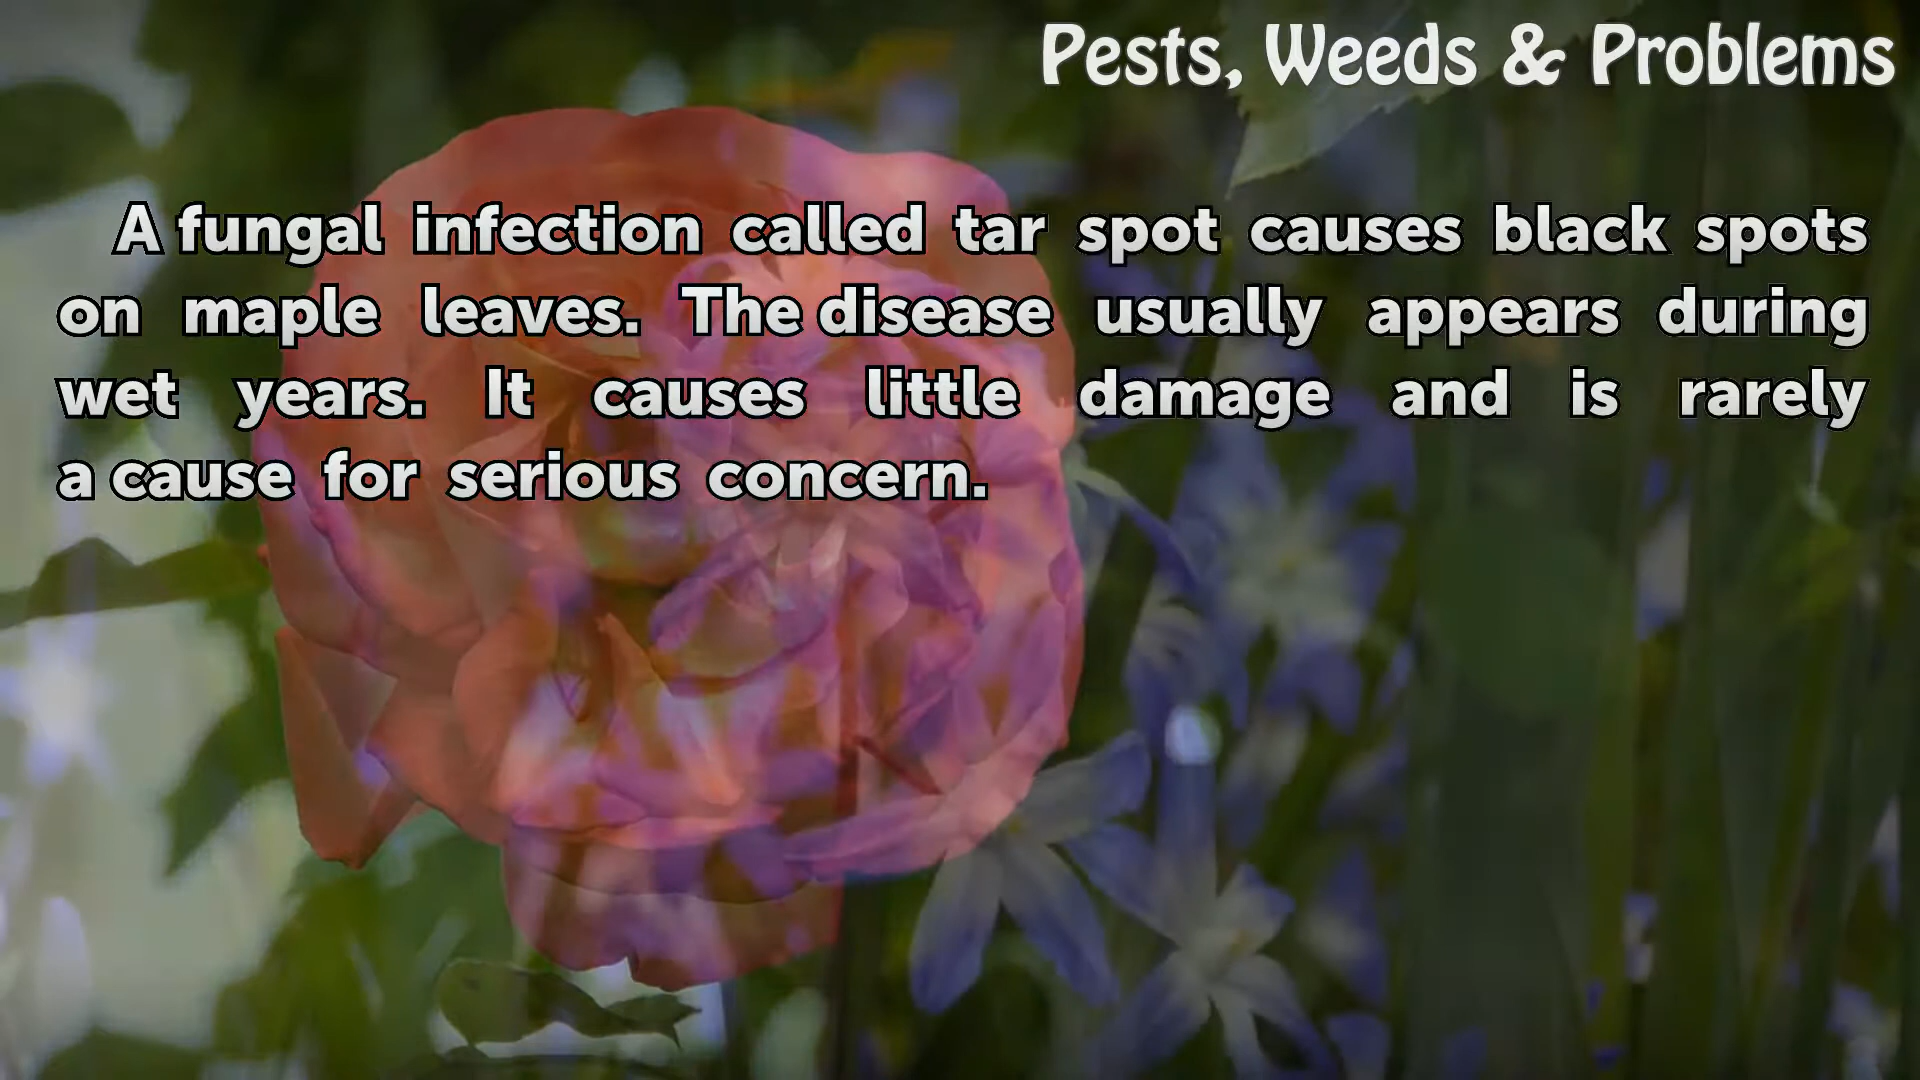 Pests, Weeds & Problems
A fungal infection called tar spot causes black spots
on maple leaves. The disease usually appears during
wet years. It causes little damage and is rarely
a cause for serious concern.